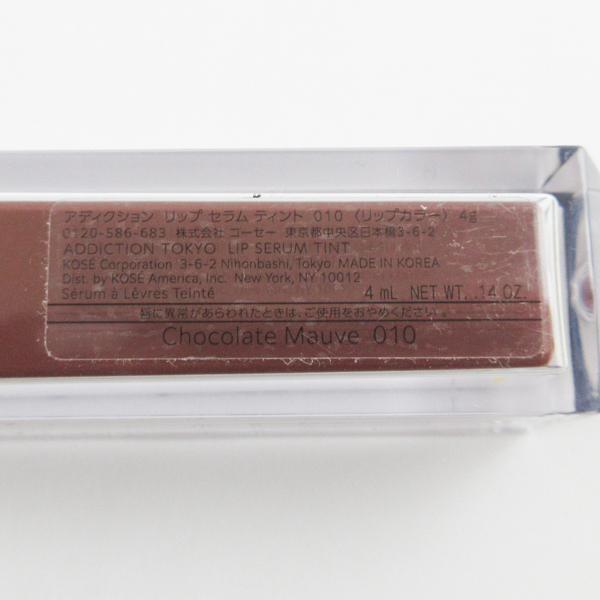 アディクション リップ セラム ティント 010 〈リップカラー〉 4g
0120-586-683 株式会社 コーセー 東京都中央区日本橋3-6-2
ADDICTION TOKYO LIP SERUM TINT
KOSÉ Corporation 3-6-2 Nihonbashi, Tokyo MADE IN KOREA
Dist. by KOSÉ America, Inc. New York, NY 10012
Sérum à Lèvres Teinté 4 mL NET WT. .14 OZ.
唇に異常があらわれたときは、ご使用をおやめください。
Chocolate Mauve 010